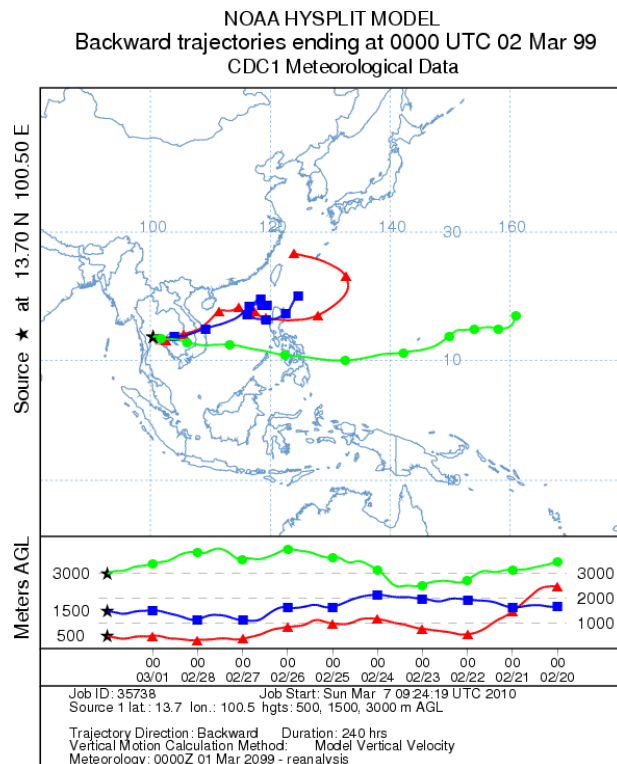 NOAA HYSPLIT MODEL
Backward trajectories ending at 0000 UTC 02 Mar 99
CDC1 Meteorological Data
Source ★ at 13.70 N 100.50 E
100 120 140 160
30
10
Meters AGL
3000 3000
2000
1500
1000
500
00 00 00 00 00 00 00 00 00 00
03/01 02/28 02/27 02/26 02/25 02/24 02/23 02/22 02/21 02/20
Job ID: 35738 Job Start: Sun Mar 7 09:24:19 UTC 2010
Source 1 lat.: 13.7 lon.: 100.5 hgts: 500, 1500, 3000 m AGL
Trajectory Direction: Backward Duration: 240 hrs
Vertical Motion Calculation Method: Model Vertical Velocity
Meteorology: 0000Z 01 Mar 2099 - reanalysis